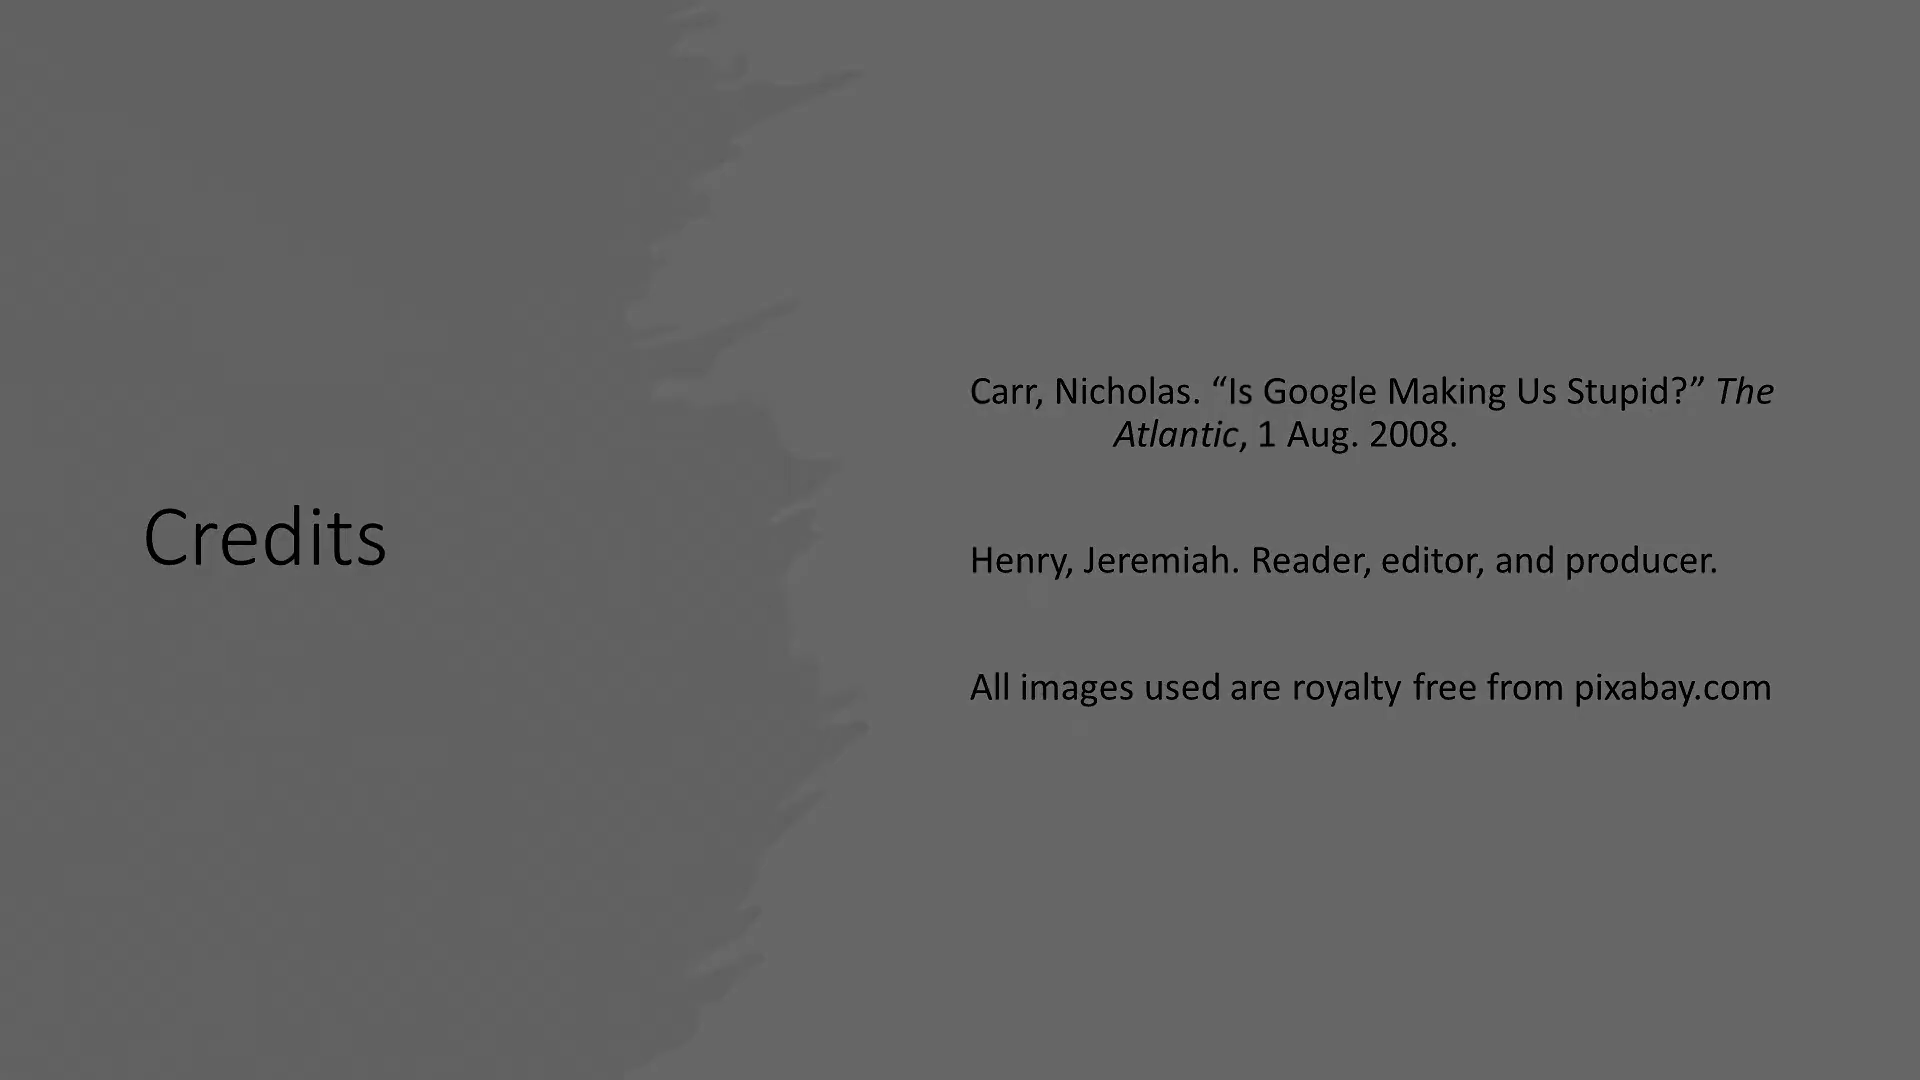 Credits
Carr, Nicholas. “Is Google Making Us Stupid?” The
Atlantic, 1 Aug. 2008.
Henry, Jeremiah. Reader, editor, and producer.
All images used are royalty free from pixabay.com